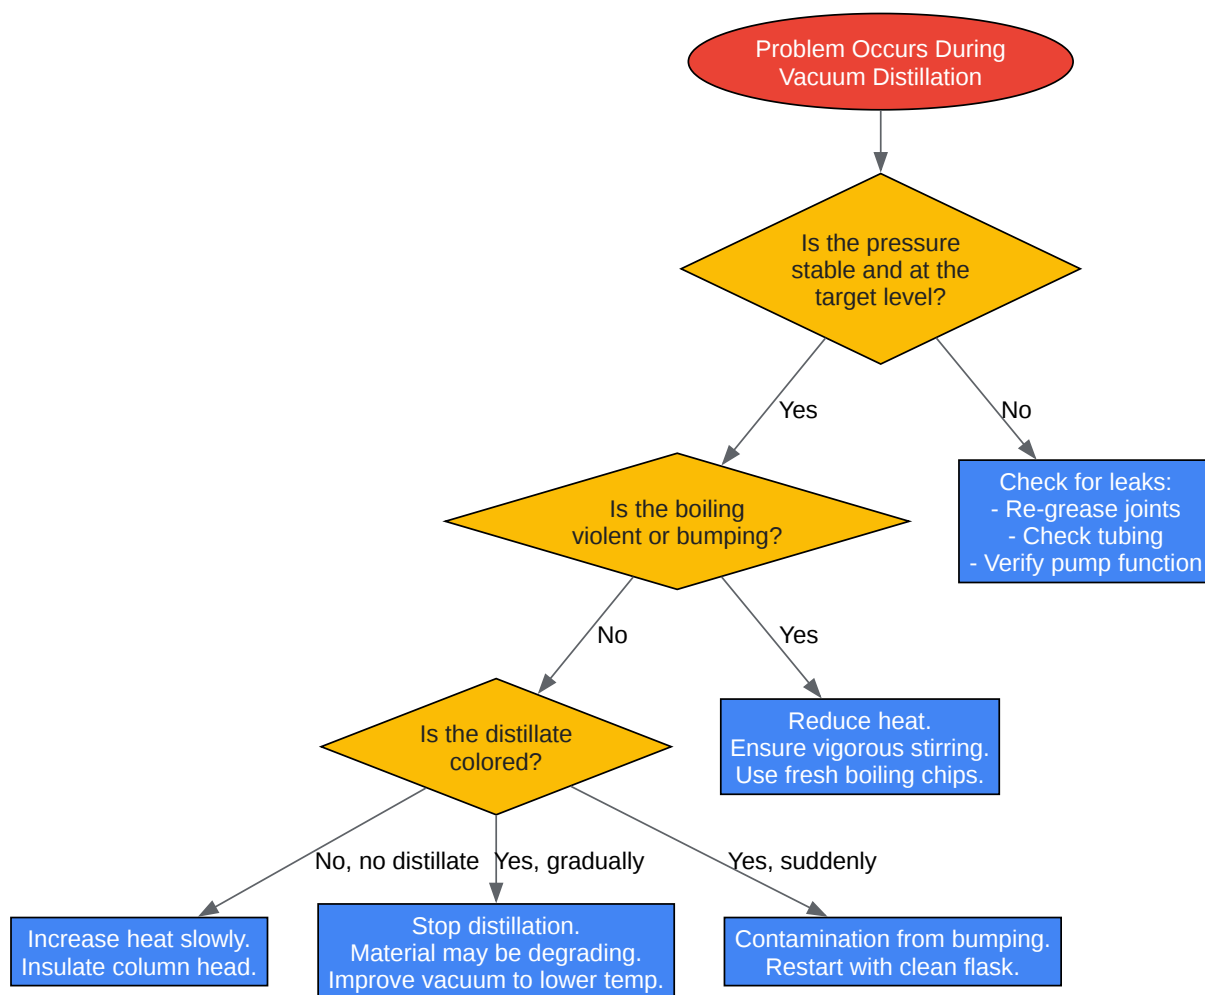 Problem Occurs During
Vacuum Distillation
Is the pressure
stable and at the
target level?
Yes
No
Is the boiling
violent or bumping?
Check for leaks:
- Re-grease joints
- Check tubing
- Verify pump function
No
Yes
Is the distillate
colored?
Reduce heat.
Ensure vigorous stirring.
Use fresh boiling chips.
No, no distillate
Yes, gradually
Yes, suddenly
Increase heat slowly.
Insulate column head.
Stop distillation.
Material may be degrading.
Improve vacuum to lower temp.
Contamination from bumping.
Restart with clean flask.